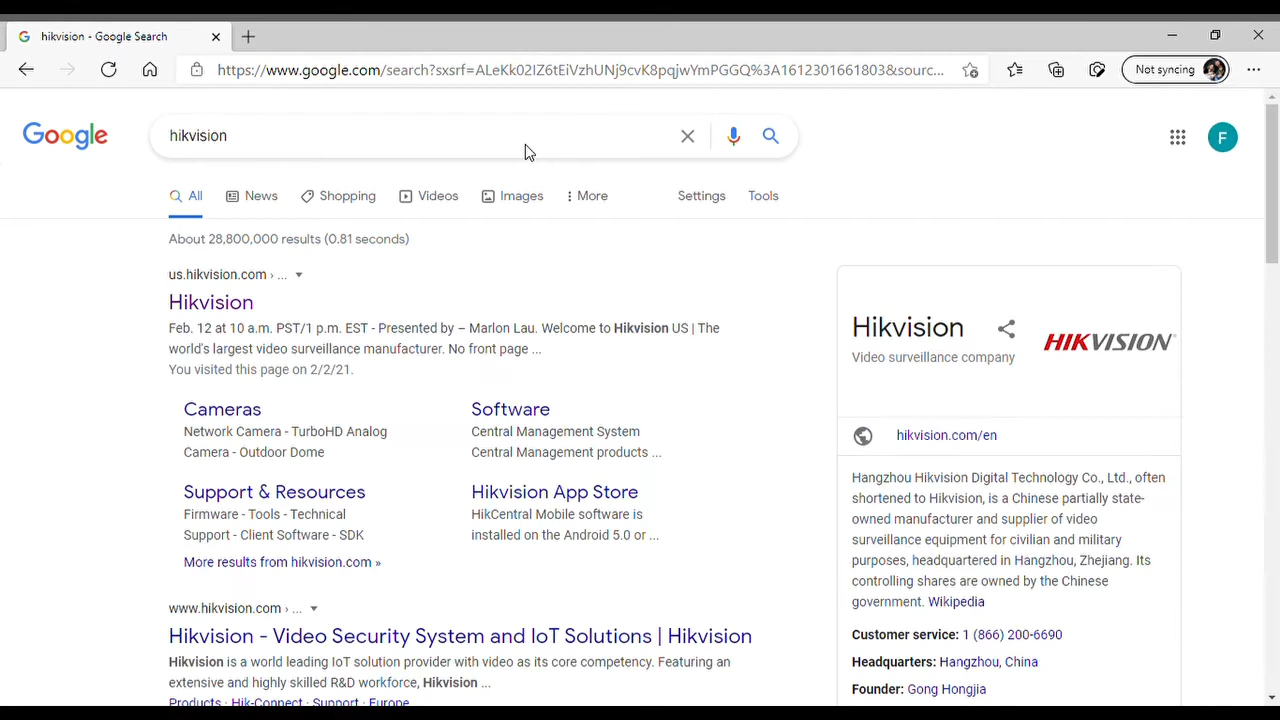 hikvision - Google Search
https://www.google.com/search?sxsrf=ALeKk02IZ6tEiVzhUNj9cvK8pqjwYmPGGQ%3A1612301661803&sourc...
Not syncing
Google
hikvision
F
All News Shopping Videos Images More Settings Tools
About 28,800,000 results (0.81 seconds)
us.hikvision.com › ...
Hikvision
Feb. 12 at 10 a.m. PST/1 p.m. EST - Presented by – Marlon Lau. Welcome to Hikvision US | The
world's largest video surveillance manufacturer. No front page ...
You visited this page on 2/2/21.
Cameras
Network Camera - TurboHD Analog
Camera - Outdoor Dome
Software
Central Management System
Central Management products ...
Support & Resources
Firmware - Tools - Technical
Support - Client Software - SDK
Hikvision App Store
HikCentral Mobile software is
installed on the Android 5.0 or ...
More results from hikvision.com »
www.hikvision.com › ...
Hikvision - Video Security System and IoT Solutions | Hikvision
Hikvision is a world leading IoT solution provider with video as its core competency. Featuring an
extensive and highly skilled R&D workforce, Hikvision ...
Products · Hik-Connect · Support · Europe
Hikvision
Video surveillance company
HIKVISION
hikvision.com/en
Hangzhou Hikvision Digital Technology Co., Ltd., often
shortened to Hikvision, is a Chinese partially state-
owned manufacturer and supplier of video
surveillance equipment for civilian and military
purposes, headquartered in Hangzhou, Zhejiang. Its
controlling shares are owned by the Chinese
government. Wikipedia
Customer service: 1 (866) 200-6690
Headquarters: Hangzhou, China
Founder: Gong Hongjia